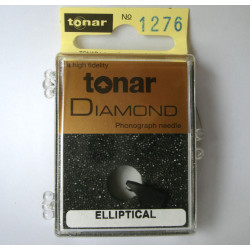 tonar
No
1276
a high fidelity
tonar
DIAMOND
Phonograph needle
ELLIPTICAL